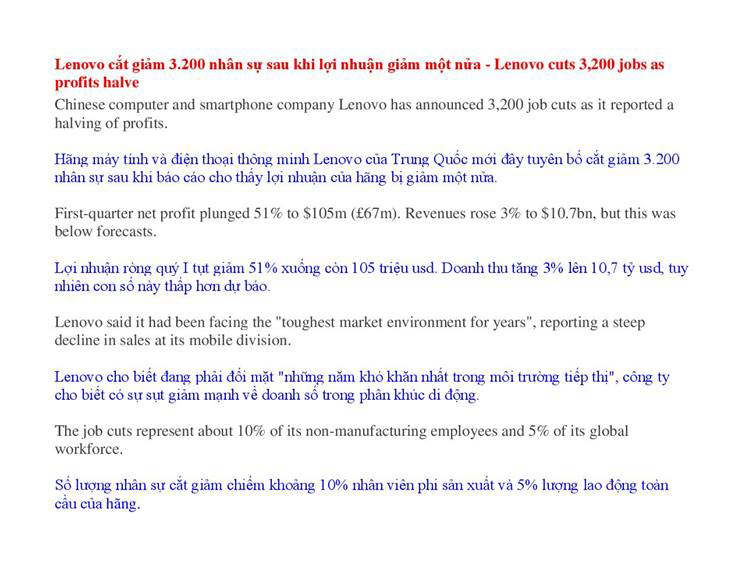 Lenovo cắt giảm 3.200 nhân sự sau khi lợi nhuận giảm một nửa - Lenovo cuts 3,200 jobs as
profits halve
Chinese computer and smartphone company Lenovo has announced 3,200 job cuts as it reported a
halving of profits.
Hãng máy tính và điện thoại thông minh Lenovo của Trung Quốc mới đây tuyên bố cắt giảm 3.200
nhân sự sau khi báo cáo cho thấy lợi nhuận của hãng bị giảm một nửa.
First-quarter net profit plunged 51% to $105m (£67m). Revenues rose 3% to $10.7bn, but this was
below forecasts.
Lợi nhuận ròng quý I tụt giảm 51% xuống còn 105 triệu usd. Doanh thu tăng 3% lên 10,7 tỷ usd, tuy
nhiên con số này thấp hơn dự báo.
Lenovo said it had been facing the "toughest market environment for years", reporting a steep
decline in sales at its mobile division.
Lenovo cho biết đang phải đối mặt "những năm khó khăn nhất trong môi trường tiếp thị", công ty
cho biết có sự sụt giảm mạnh về doanh số trong phân khúc di động.
The job cuts represent about 10% of its non-manufacturing employees and 5% of its global
workforce.
Số lượng nhân sự cắt giảm chiếm khoảng 10% nhân viên phi sản xuất và 5% lượng lao động toàn
cầu của hãng.